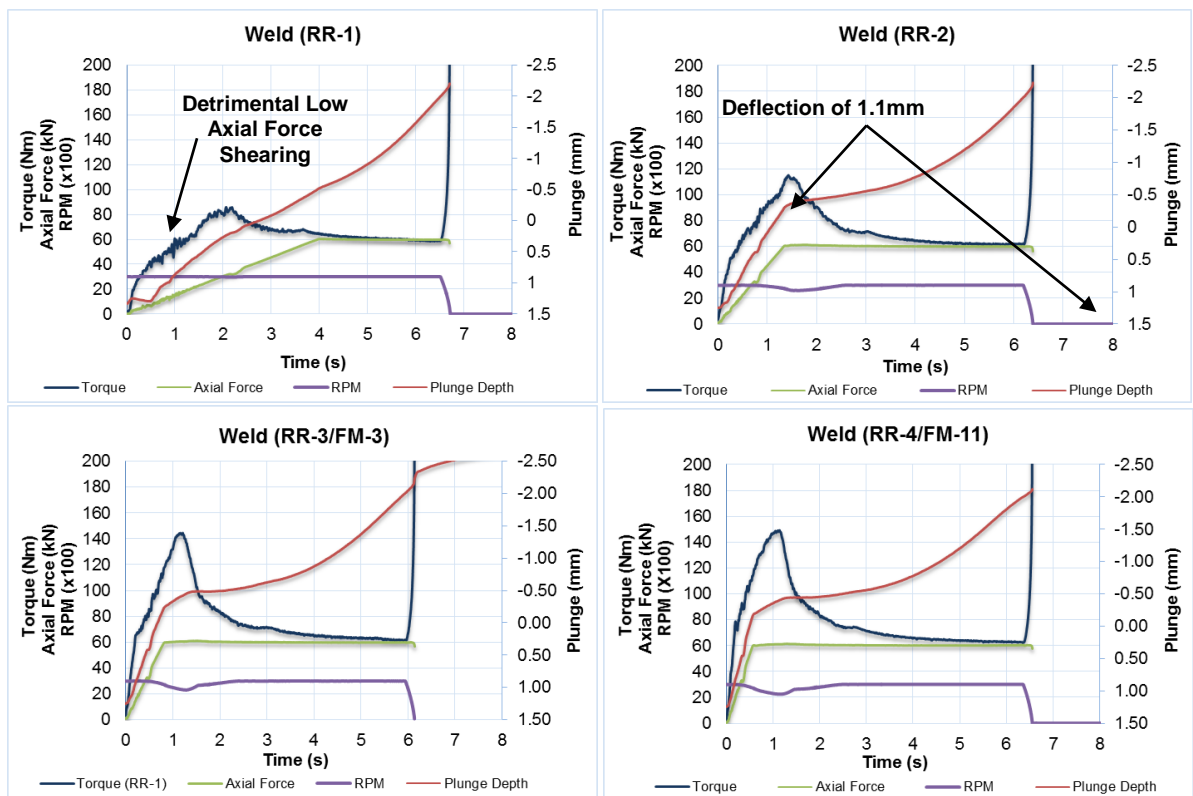 Weld (RR-1)
Detrimental Low
Axial Force
Shearing
Torque (Nm)
Axial Force (kN)
RPM (x100)
200
180
160
140
120
100
80
60
40
20
0
-2.5
-2
-1.5
-1
-0.5
0
0.5
1
1.5
Plunge (mm)
0 1 2 3 4 5 6 7 8
Time (s)
Torque Axial Force RPM Plunge Depth
Weld (RR-2)
Deflection of 1.1mm
Torque (Nm)
Axial Force (kN)
RPM (x100)
200
180
160
140
120
100
80
60
40
20
0
-2.5
-2
-1.5
-1
-0.5
0
0.5
1
1.5
Plunge (mm)
0 1 2 3 4 5 6 7 8
Time (s)
Torque Axial Force RPM Plunge Depth
Weld (RR-3/FM-3)
Torque (Nm)
Axial Force (kN)
RPM (x100)
200
180
160
140
120
100
80
60
40
20
0
-2.50
-2.00
-1.50
-1.00
-0.50
0.00
0.50
1.00
1.50
Plunge (mm)
0 1 2 3 4 5 6 7 8
Time (s)
Torque (RR-1) Axial Force RPM Plunge Depth
Weld (RR-4/FM-11)
Torque (Nm)
Axial Force (kN)
RPM (X100)
200
180
160
140
120
100
80
60
40
20
0
-2.50
-2.00
-1.50
-1.00
-0.50
0.00
0.50
1.00
1.50
Plunge (mm)
0 1 2 3 4 5 6 7 8
Time (s)
Torque Axial Force RPM Plunge Depth